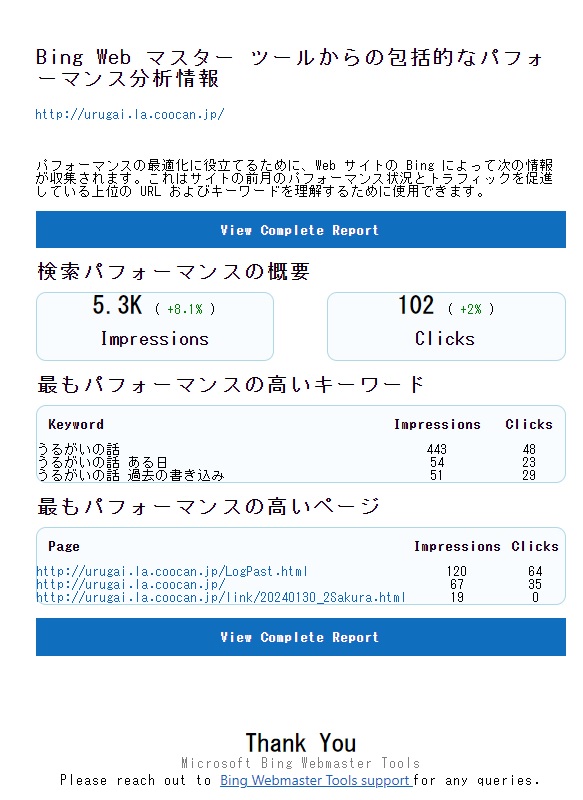 Bing Web マスター ツールからの包括的なパフォ
ーマンス分析情報
http://urugai.la.coocan.jp/
パフォーマンスの最適化に役立てるために、Web サイトの Bing によって次の情報
が収集されます。これはサイトの前月のパフォーマンス状況とトラフィックを促進
している上位の URL およびキーワードを理解するために使用できます。
View Complete Report
検索パフォーマンスの概要
5.3K ( +8.1% )
Impressions
102 ( +2% )
Clicks
最もパフォーマンスの高いキーワード
Keyword Impressions Clicks
うるがいの話 443 48
うるがいの話 ある日 54 23
うるがいの話 過去の書き込み 51 29
最もパフォーマンスの高いページ
Page Impressions Clicks
http://urugai.la.coocan.jp/LogPast.html 120 64
http://urugai.la.coocan.jp/ 67 35
http://urugai.la.coocan.jp/link/20240130_2Sakura.html 19 0
View Complete Report
Thank You
Microsoft Bing Webmaster Tools
Please reach out to Bing Webmaster Tools support for any queries.